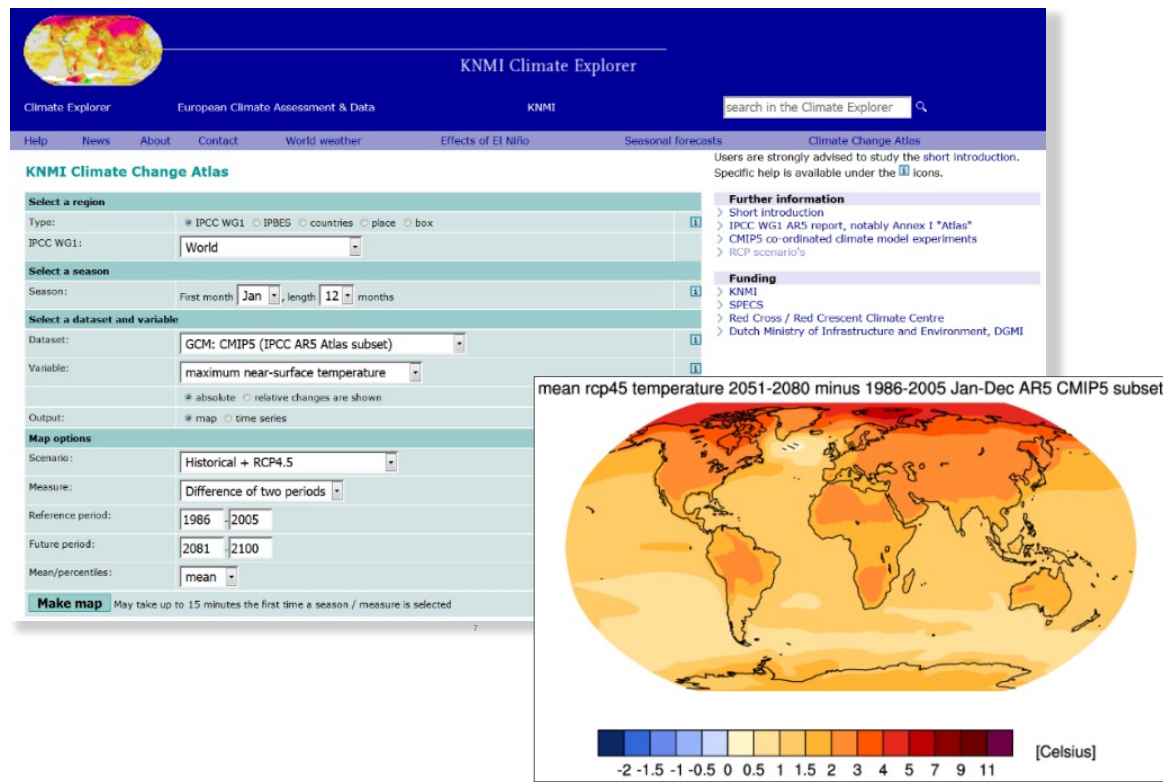 KNMI Climate Explorer
Climate Explorer European Climate Assessment & Data KNMI search in the Climate Explorer
Help News About Contact World weather Effects of El Niño Seasonal forecasts Climate Change Atlas
KNMI Climate Change Atlas
Select a region
Type: IPCC WG1 IPBES countries place box i
IPCC WG1: World
Select a season
Season: First month Jan , length 12 months i
Select a dataset and variable
Dataset: GCM: CMIP5 (IPCC AR5 Atlas subset) i
Variable: maximum near-surface temperature i
absolute relative changes are shown
Output: map time series
Map options
Scenario: Historical + RCP4.5
Measure: Difference of two periods
Reference period: 1986 - 2005
Future period: 2081 - 2100
Mean/percentiles: mean
Make map May take up to 15 minutes the first time a season / measure is selected
7
Users are strongly advised to study the short introduction.
Specific help is available under the i icons.
Further information
> Short introduction
> IPCC WG1 AR5 report, notably Annex I "Atlas"
> CMIP5 co-ordinated climate model experiments
> RCP scenario's
Funding
> KNMI
> SPECS
> Red Cross / Red Crescent Climate Centre
> Dutch Ministry of Infrastructure and Environment, DGMI
mean rcp45 temperature 2051-2080 minus 1986-2005 Jan-Dec AR5 CMIP5 subset
[Celsius]
-2 -1.5 -1 -0.5 0 0.5 1 1.5 2 3 4 5 7 9 11